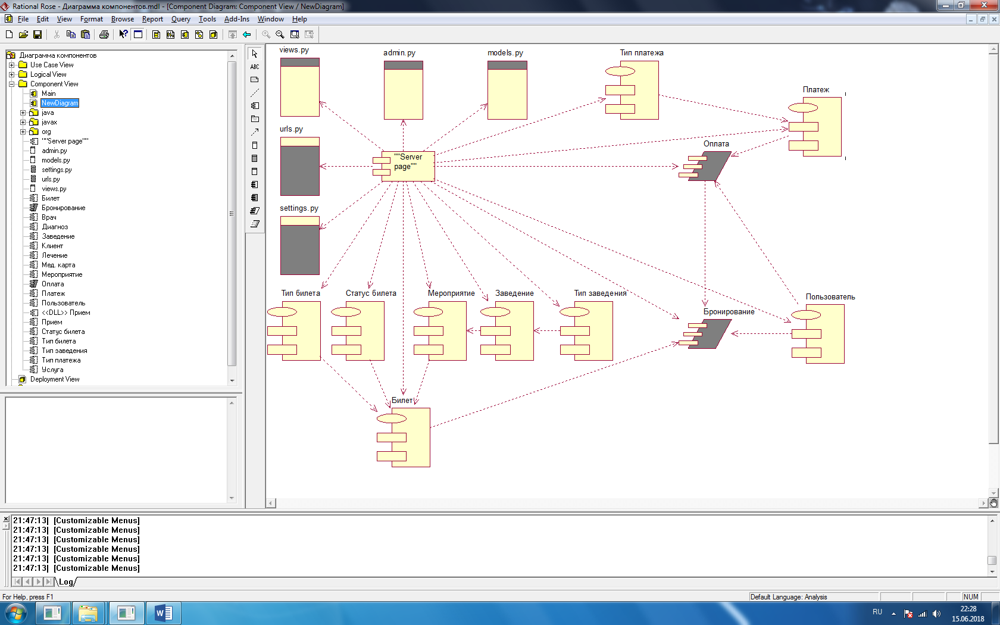 Rational Rose - Диаграмма компонентов.mdl - [Component Diagram: Component View / NewDiagram]
File Edit View Format Browse Report Query Tools Add-Ins Window Help
Диаграмма компонентов
Use Case View
Logical View
Component View
Main
NewDiagram
java
javax
org
""Server page""
admin.py
models.py
settings.py
urls.py
views.py
Билет
Бронирование
Врач
Диагноз
Заведение
Клиент
Лечение
Мед. карта
Мероприятие
Оплата
Платеж
Пользователь
<<DLL>> Прием
Прием
Статус билета
Тип билета
Тип заведения
Тип платежа
Услуга
Deployment View
ABC
views.py
admin.py
models.py
Тип платежа
Платеж
urls.py
Оплата
""Server
page""
settings.py
Тип билета
Статус билета
Мероприятие
Заведение
Тип заведения
Пользователь
Бронирование
Билет
21:47:13| [Customizable Menus]
21:47:13| [Customizable Menus]
21:47:13| [Customizable Menus]
21:47:13| [Customizable Menus]
21:47:13| [Customizable Menus]
21:47:13| [Customizable Menus]
Log
For Help, press F1
Default Language: Analysis
NUM
RU
22:28
15.06.2018